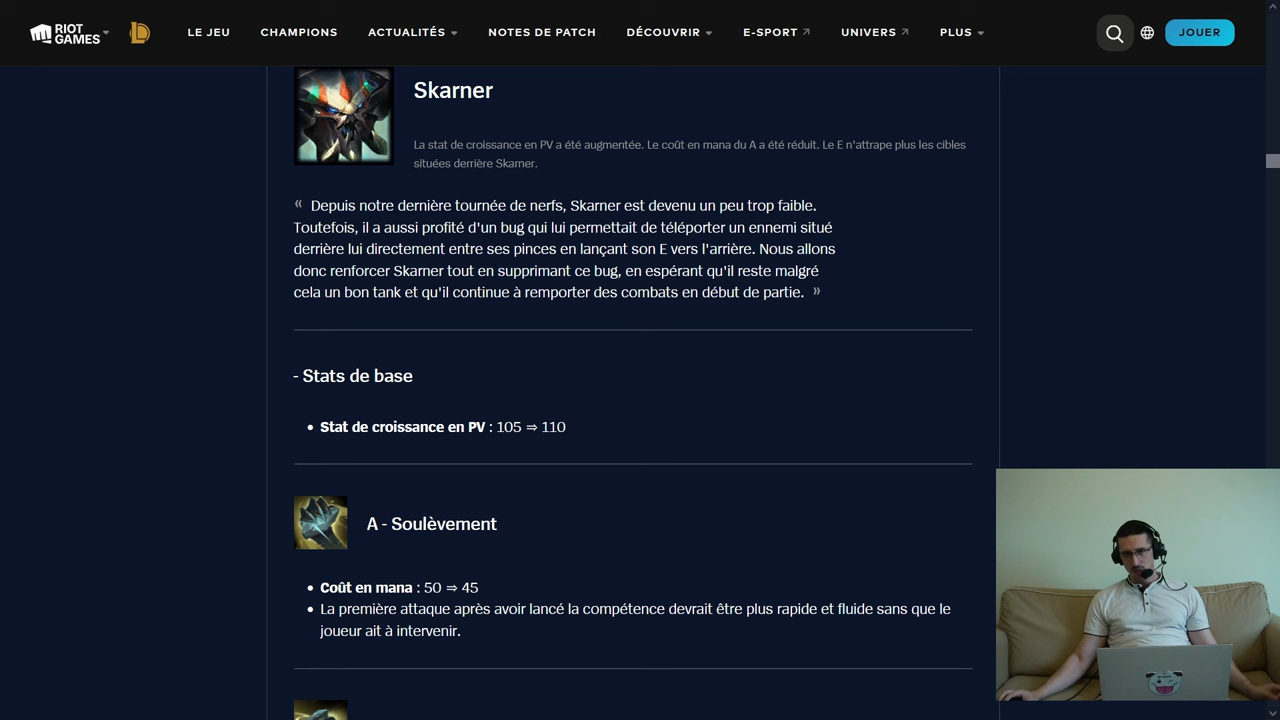 RIOT
GAMES
LE JEU
CHAMPIONS
ACTUALITÉS
NOTES DE PATCH
DÉCOUVRIR
E-SPORT
UNIVERS
PLUS
JOUER
Skarner
La stat de croissance en PV a été augmentée. Le coût en mana du A a été réduit. Le E n'attrape plus les cibles
situées derrière Skarner.
« Depuis notre dernière tournée de nerfs, Skarner est devenu un peu trop faible.
Toutefois, il a aussi profité d'un bug qui lui permettait de téléporter un ennemi situé
derrière lui directement entre ses pinces en lançant son E vers l'arrière. Nous allons
donc renforcer Skarner tout en supprimant ce bug, en espérant qu'il reste malgré
cela un bon tank et qu'il continue à remporter des combats en début de partie. »
- Stats de base
• Stat de croissance en PV : 105 ⇒ 110
A - Soulèvement
• Coût en mana : 50 ⇒ 45
• La première attaque après avoir lancé la compétence devrait être plus rapide et fluide sans que le
joueur ait à intervenir.